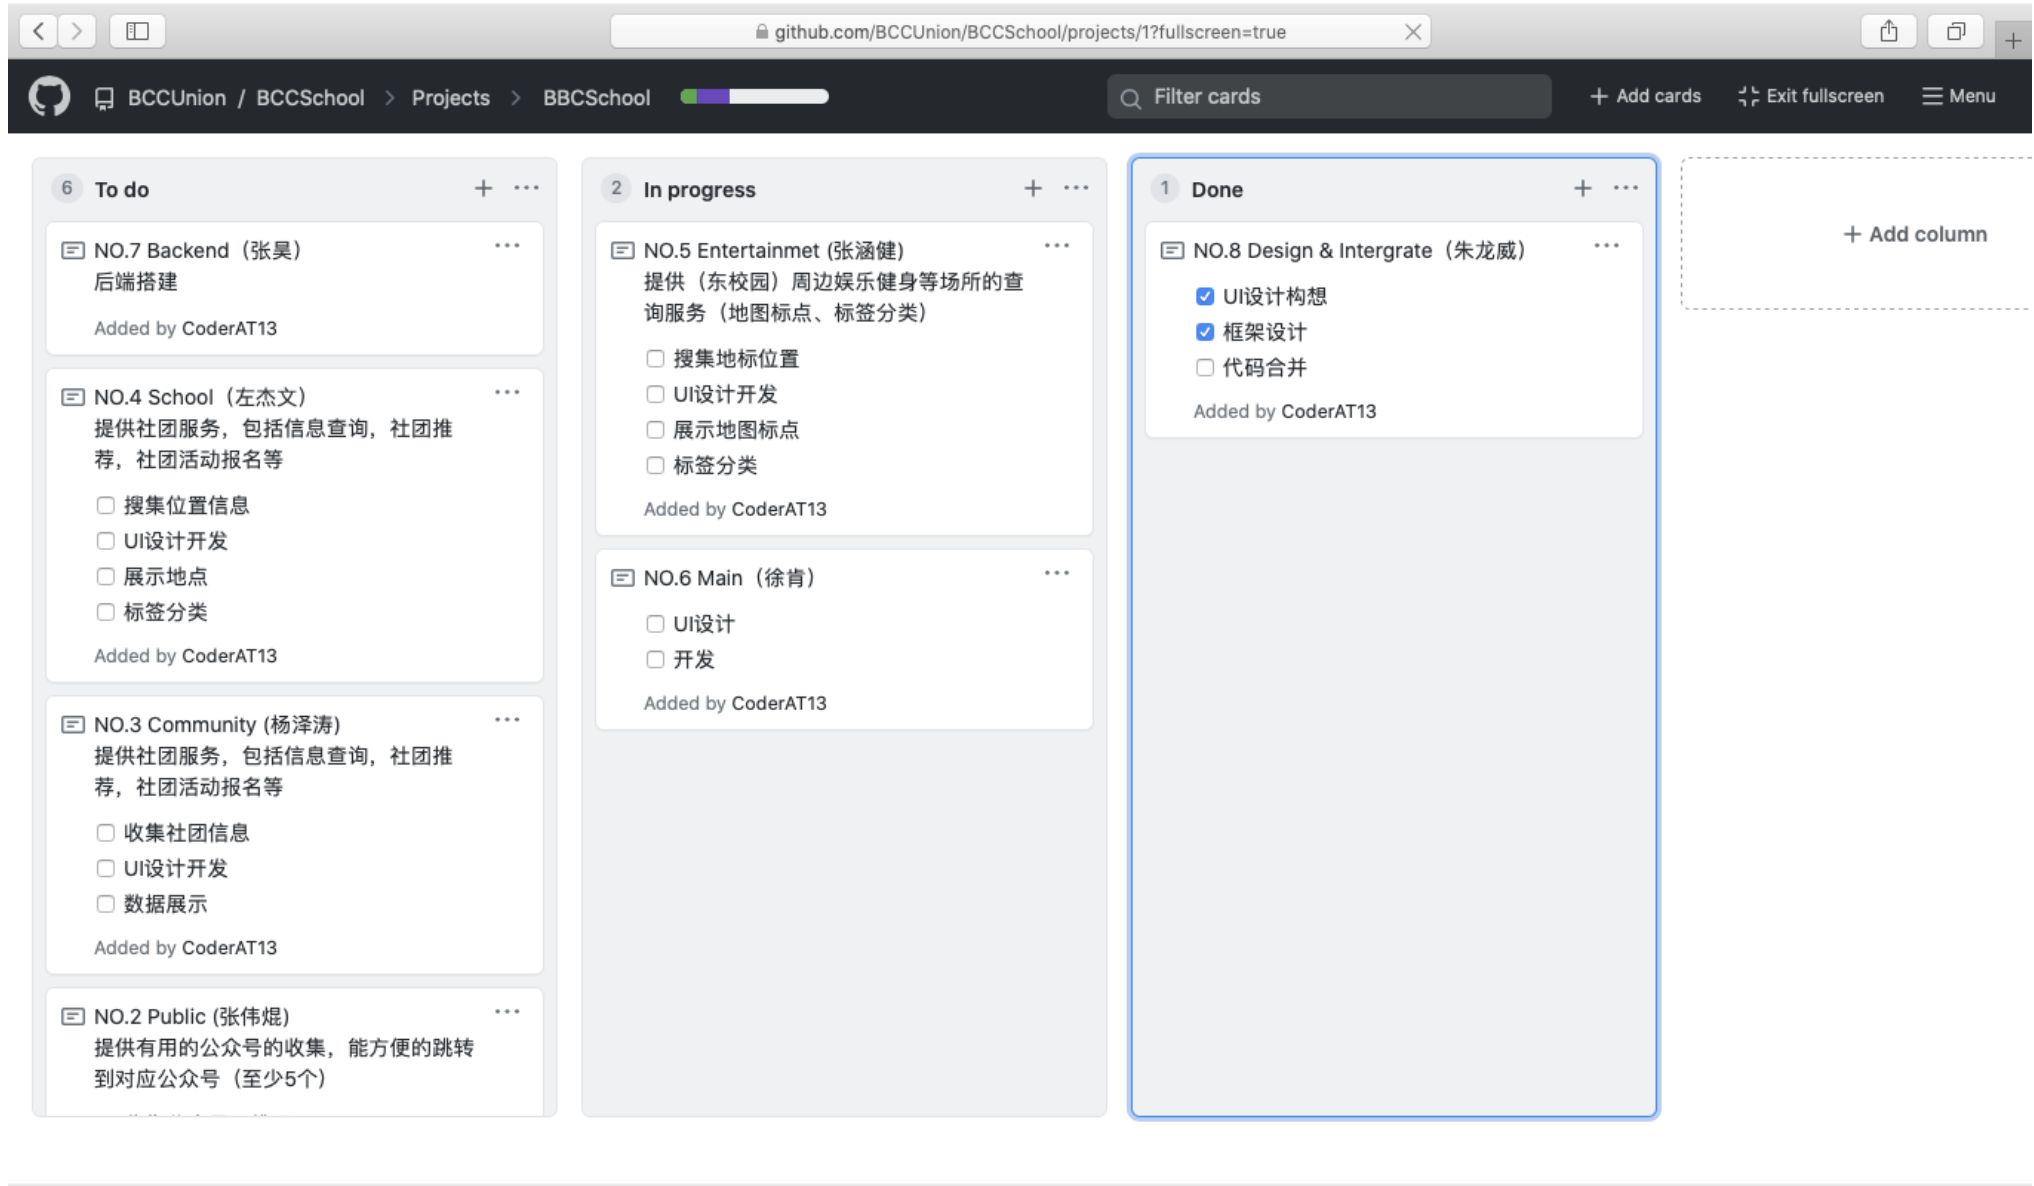 github.com/BCCUnion/BCCSchool/projects/1?fullscreen=true
BCCUnion / BCCSchool > Projects > BBCSchool
Filter cards
+ Add cards
Exit fullscreen
Menu
6 To do
NO.7 Backend（张昊）
后端搭建
Added by CoderAT13
NO.4 School（左杰文）
提供社团服务，包括信息查询，社团推
荐，社团活动报名等
搜集位置信息
UI设计开发
展示地点
标签分类
Added by CoderAT13
NO.3 Community (杨泽涛)
提供社团服务，包括信息查询，社团推
荐，社团活动报名等
收集社团信息
UI设计开发
数据展示
Added by CoderAT13
NO.2 Public (张伟焜)
提供有用的公众号的收集，能方便的跳转
到对应公众号（至少5个）
2 In progress
NO.5 Entertainmet (张涵健)
提供（东校园）周边娱乐健身等场所的查
询服务（地图标点、标签分类）
搜集地标位置
UI设计开发
展示地图标点
标签分类
Added by CoderAT13
NO.6 Main（徐肯）
UI设计
开发
Added by CoderAT13
1 Done
NO.8 Design & Intergrate（朱龙威）
UI设计构想
框架设计
代码合并
Added by CoderAT13
+ Add column